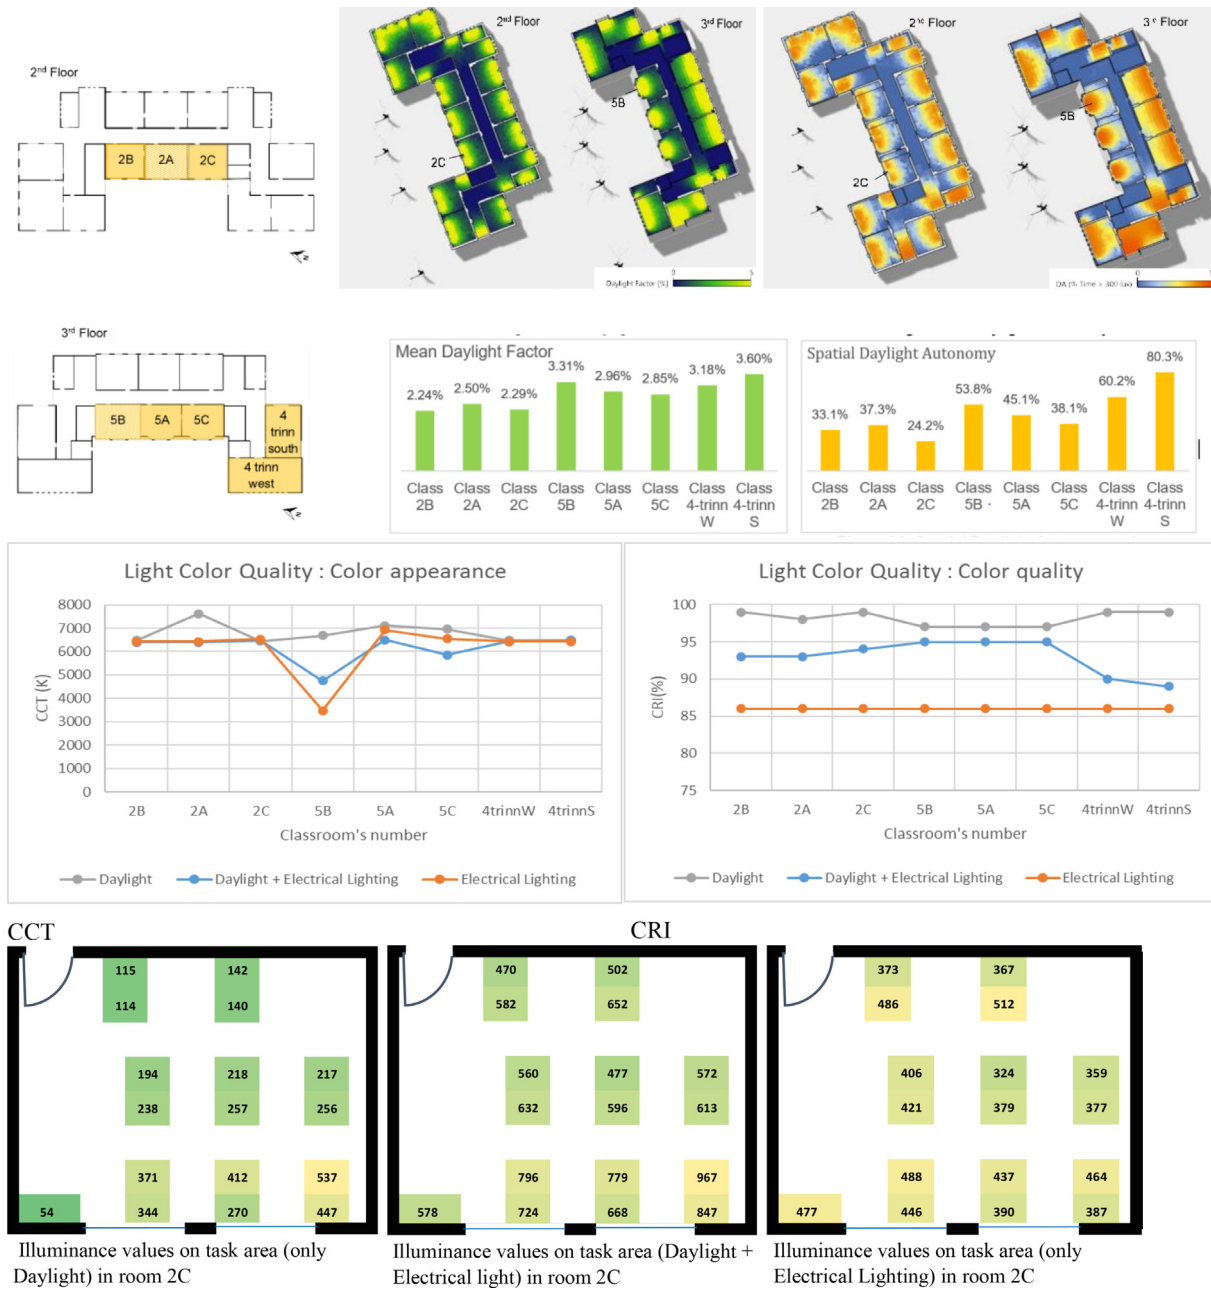 2nd Floor
2B 2A 2C
N
2nd Floor
3rd Floor
5B
2C
0 5
Daylight Factor (%)
2nd Floor
3rd Floor
5B
2C
0
DA (% Time > 300 lux)
3rd Floor
5B 5A 5C
4
trinn
south
4 trinn
west
Mean Daylight Factor
2.24% 2.50% 2.29% 3.31% 2.96% 2.85% 3.18% 3.60%
Class Class Class Class Class Class Class Class
2B 2A 2C 5B 5A 5C 4-trinn 4-trinn
W S
Spatial Daylight Autonomy
33.1% 37.3% 24.2% 53.8% 45.1% 38.1% 60.2% 80.3%
Class Class Class Class Class Class Class Class
2B 2A 2C 5B 5A 5C 4-trinn 4-trinn
W S
Light Color Quality : Color appearance
8000
7000
6000
5000
4000
3000
2000
1000
0
CCT (K)
2B 2A 2C 5B 5A 5C 4trinnW 4trinnS
Classroom's number
Daylight Daylight + Electrical Lighting Electrical Lighting
Light Color Quality : Color quality
100
95
90
85
80
75
CRI(%)
2B 2A 2C 5B 5A 5C 4trinnW 4trinnS
Classroom's number
Daylight Daylight + Electrical Lighting Electrical Lighting
CCT
CRI
115 142
114 140
194 218 217
238 257 256
371 412 537
54 344 270 447
Illuminance values on task area (only
Daylight) in room 2C
470 502
582 652
560 477 572
632 596 613
796 779 967
578 724 668 847
Illuminance values on task area (Daylight +
Electrical light) in room 2C
373 367
486 512
406 324 359
421 379 377
488 437 464
477 446 390 387
Illuminance values on task area (only
Electrical Lighting) in room 2C